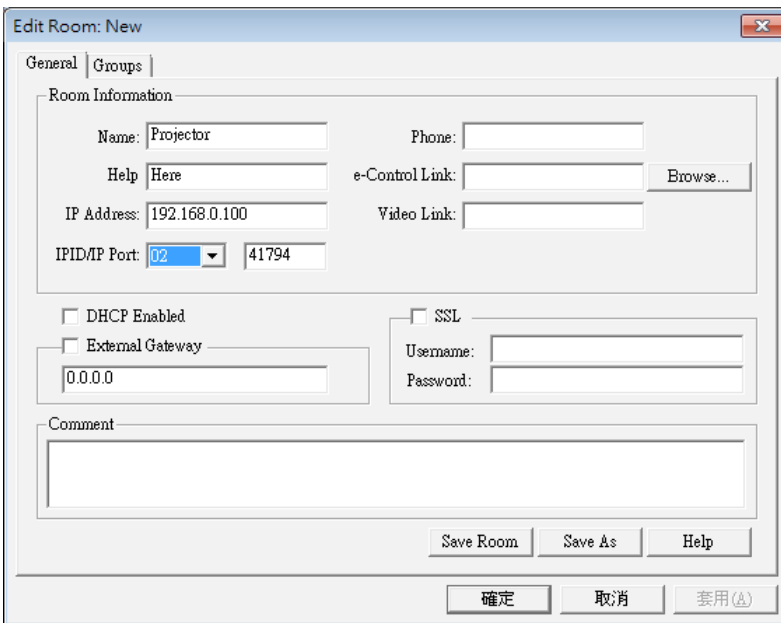 Edit Room: New
General Groups
Room Information
Name: Projector Phone:
Help Here e-Control Link: Browse...
IP Address: 192.168.0.100 Video Link:
IPID/IP Port: 02 41794
DHCP Enabled SSL
External Gateway Username:
0.0.0.0 Password:
Comment
Save Room Save As Help
確定 取消 套用(A)